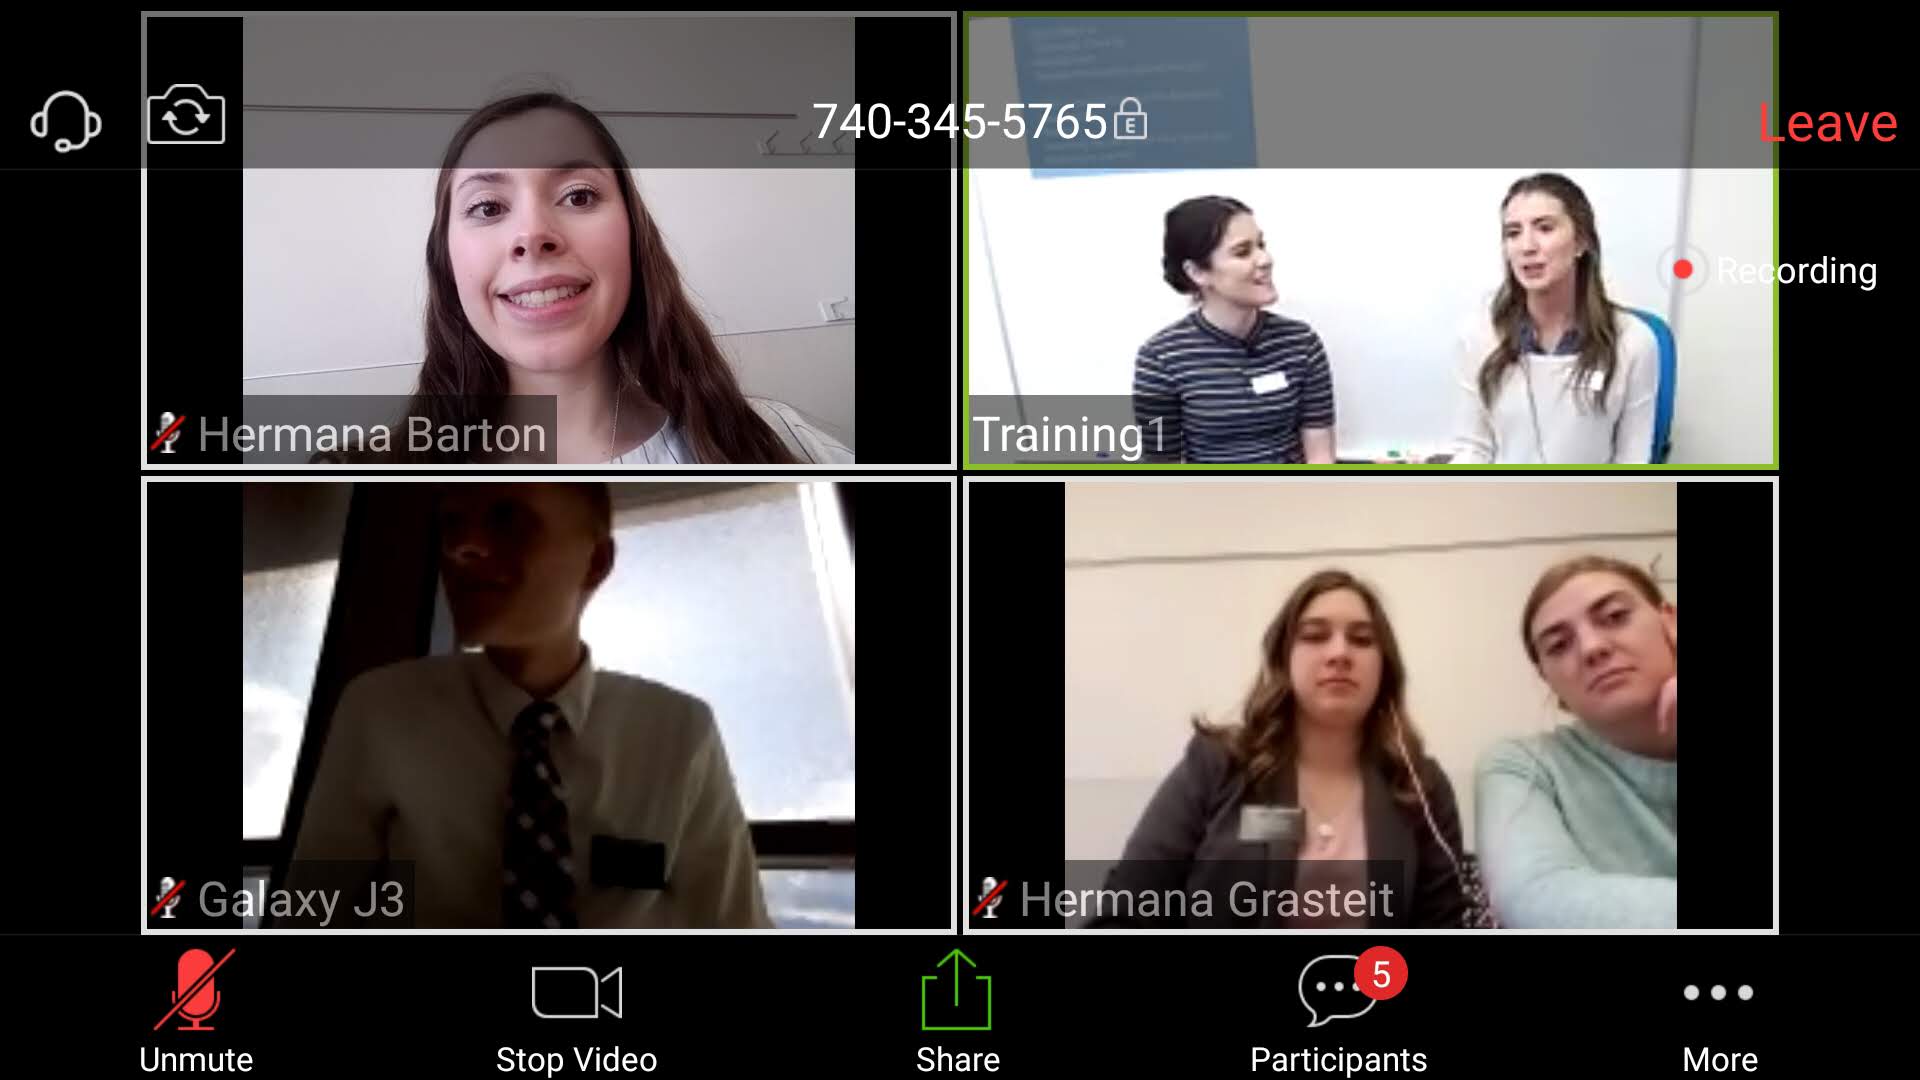 740-345-5765 E
Leave
Recording
Hermana Barton
Training1
Galaxy J3
Hermana Grasteit
5
Unmute
Stop Video
Share
Participants
More